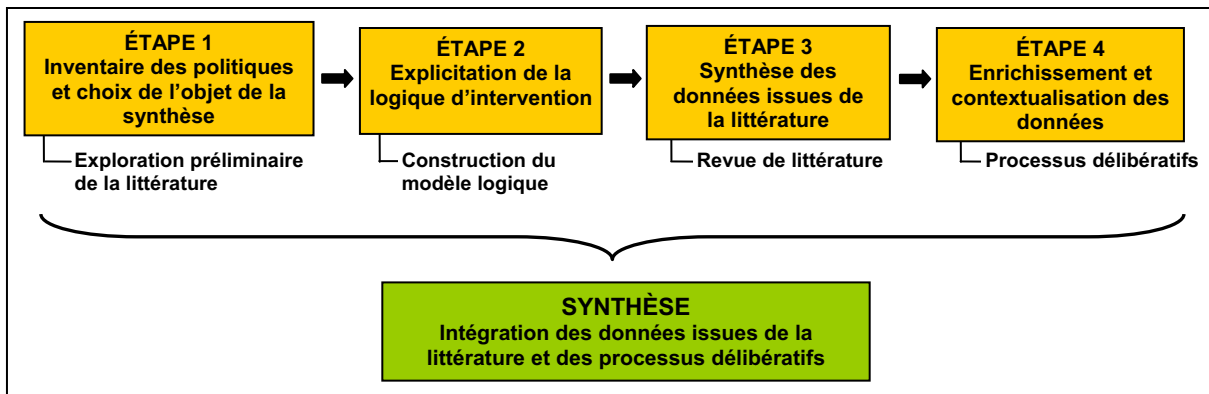 ÉTAPE 1
Inventaire des politiques
et choix de l'objet de la
synthèse
Exploration préliminaire
de la littérature
ÉTAPE 2
Explicitation de la
logique d'intervention
Construction du
modèle logique
ÉTAPE 3
Synthèse des
données issues de
la littérature
Revue de littérature
ÉTAPE 4
Enrichissement et
contextualisation des
données
Processus délibératifs
SYNTHÈSE
Intégration des données issues de la
littérature et des processus délibératifs